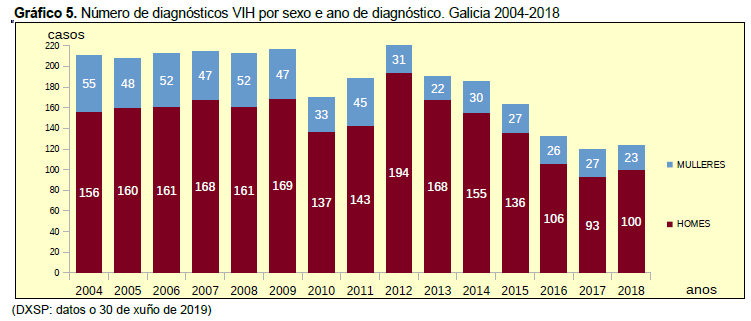 Gráfico 5. Número de diagnósticos VIH por sexo e ano de diagnóstico. Galicia 2004-2018
casos
220
200
180
160
140
120
100
80
60
40
20
0
55 48 52 47 52 47 33 45 31 22 30 27 26 27 23
156 160 161 168 161 169 137 143 194 168 155 136 106 93 100
2004 2005 2006 2007 2008 2009 2010 2011 2012 2013 2014 2015 2016 2017 2018
anos
MULLERES
HOMES
(DXSP: datos o 30 de xuño de 2019)